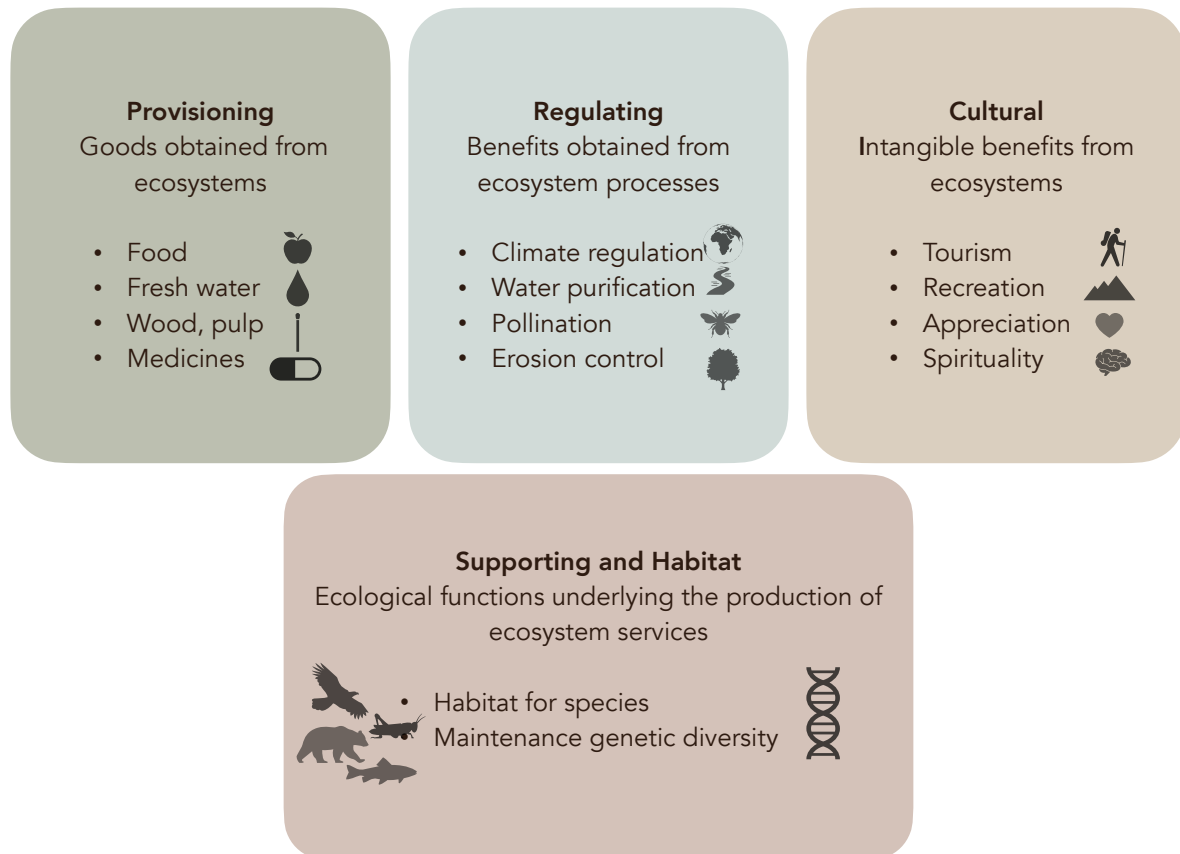 Provisioning
Goods obtained from
ecosystems
• Food
• Fresh water
• Wood, pulp
• Medicines
Regulating
Benefits obtained from
ecosystem processes
• Climate regulation
• Water purification
• Pollination
• Erosion control
Cultural
Intangible benefits from
ecosystems
• Tourism
• Recreation
• Appreciation
• Spirituality
Supporting and Habitat
Ecological functions underlying the production of
ecosystem services
• Habitat for species
• Maintenance genetic diversity